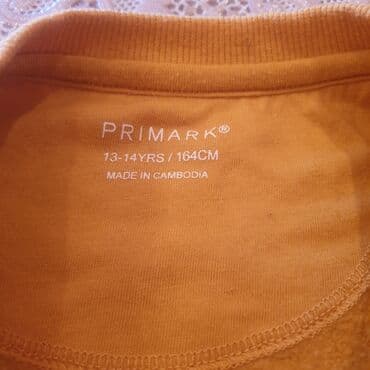 PRIMARK®
13-14YRS / 164CM
MADE IN CAMBODIA